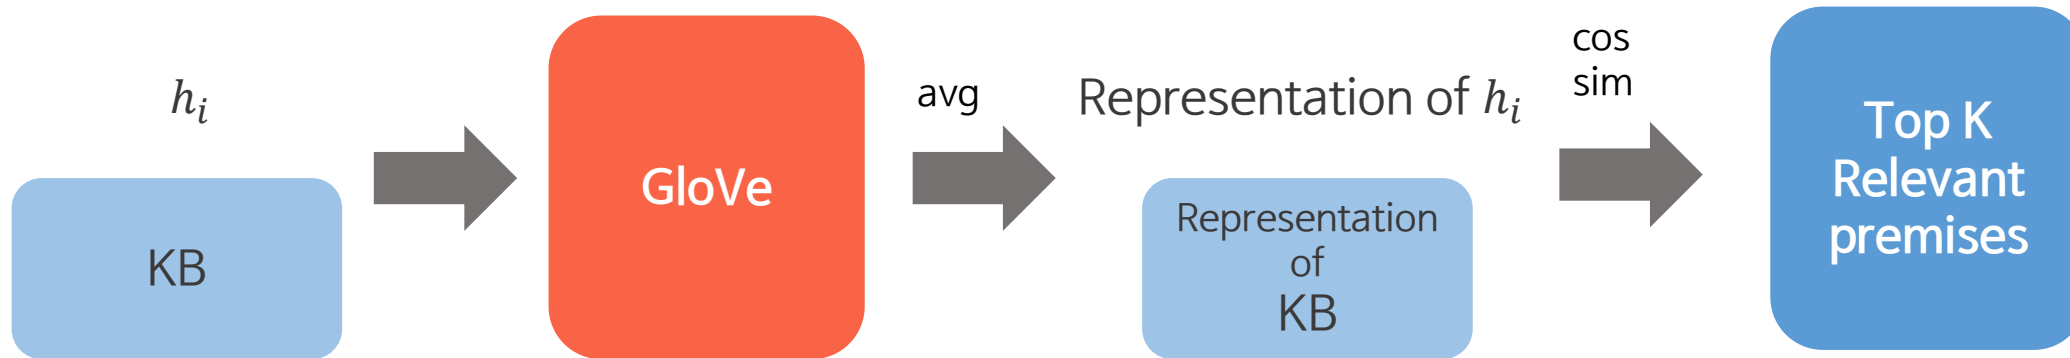 h_i
KB
GloVe
avg
Representation of h_i
Representation
of
KB
cos
sim
Top K
Relevant
premises